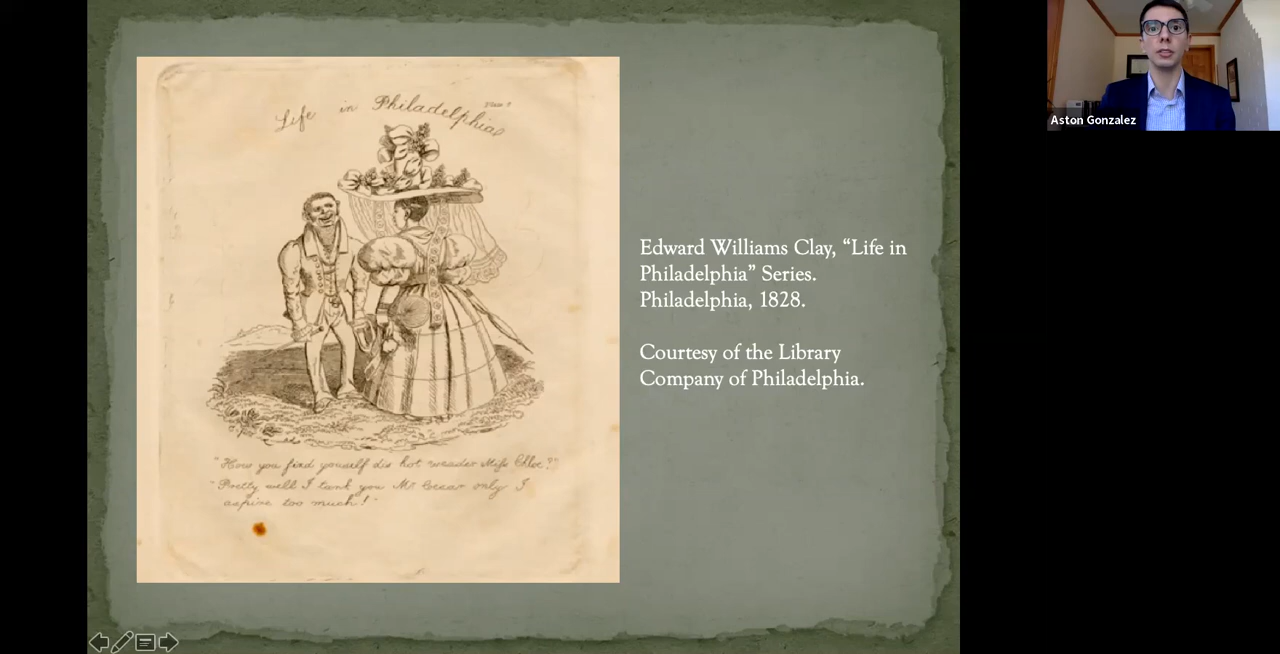 Life in Philadelphia
"How you find youself dis hot weader Miss Chloe?"
"Pretty well I tank you Mr. Cesar only I
aspire too much!"
Edward Williams Clay, “Life in
Philadelphia” Series.
Philadelphia, 1828.
Courtesy of the Library
Company of Philadelphia.
Aston Gonzalez